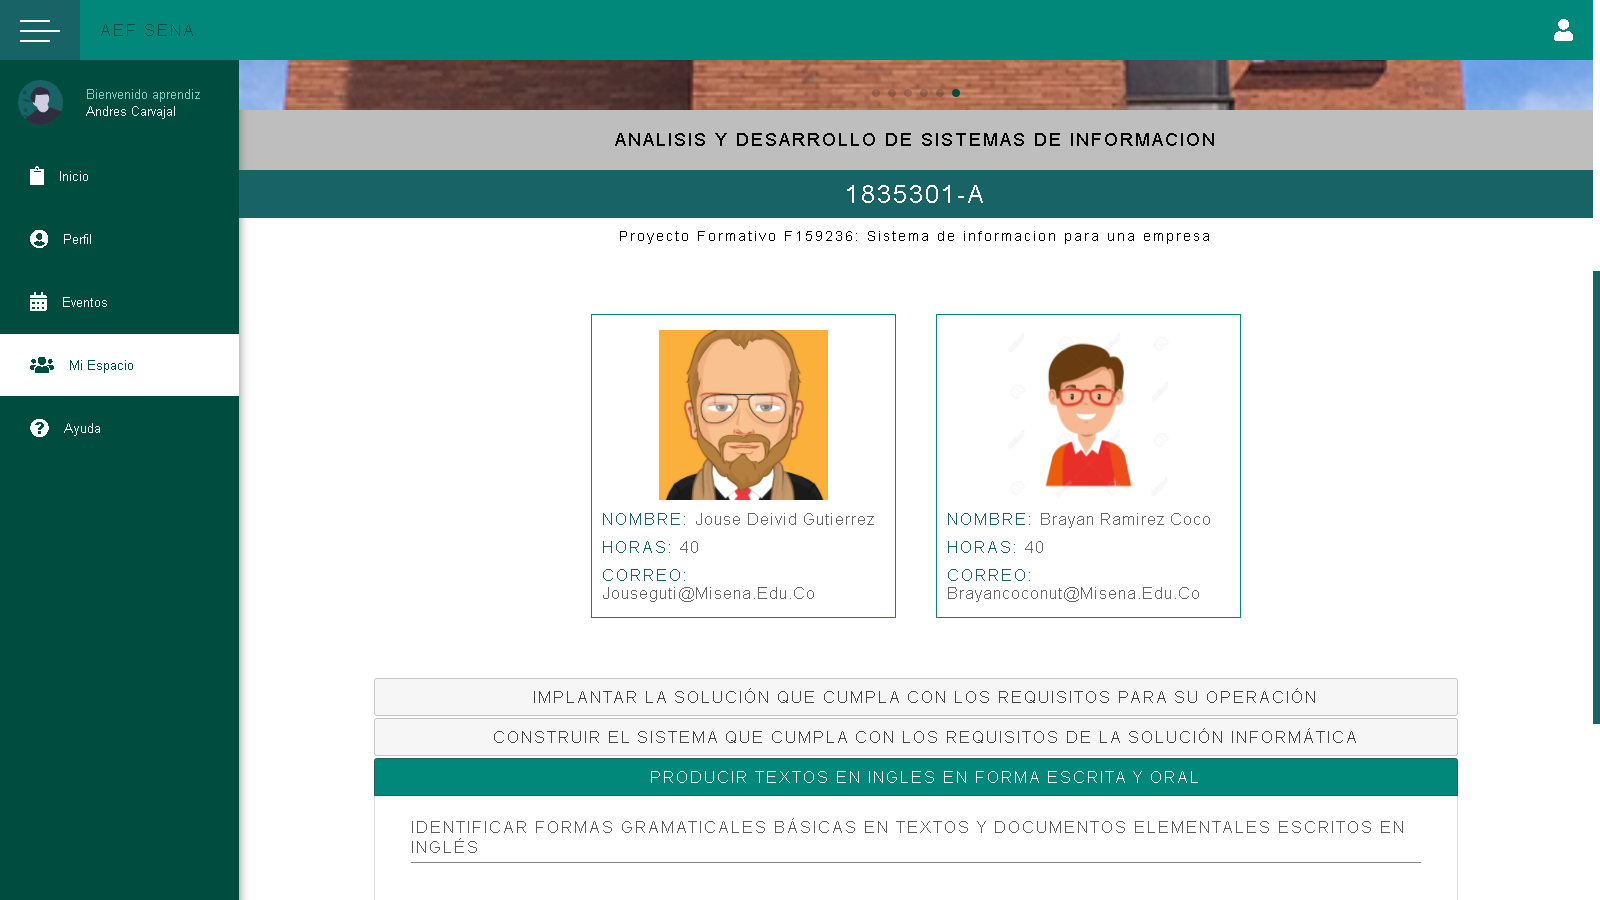 AEF SENA
Bienvenido aprendiz
Andres Carvajal
Inicio
Perfil
Eventos
Mi Espacio
Ayuda
ANALISIS Y DESARROLLO DE SISTEMAS DE INFORMACION
1835301-A
Proyecto Formativo F159236: Sistema de informacion para una empresa
NOMBRE: Jouse Deivid Gutierrez
HORAS: 40
CORREO:
Jouseguti@Misena.Edu.Co
NOMBRE: Brayan Ramirez Coco
HORAS: 40
CORREO:
Brayancoconut@Misena.Edu.Co
IMPLANTAR LA SOLUCIÓN QUE CUMPLA CON LOS REQUISITOS PARA SU OPERACIÓN
CONSTRUIR EL SISTEMA QUE CUMPLA CON LOS REQUISITOS DE LA SOLUCIÓN INFORMÁTICA
PRODUCIR TEXTOS EN INGLES EN FORMA ESCRITA Y ORAL
IDENTIFICAR FORMAS GRAMATICALES BÁSICAS EN TEXTOS Y DOCUMENTOS ELEMENTALES ESCRITOS EN
INGLÉS